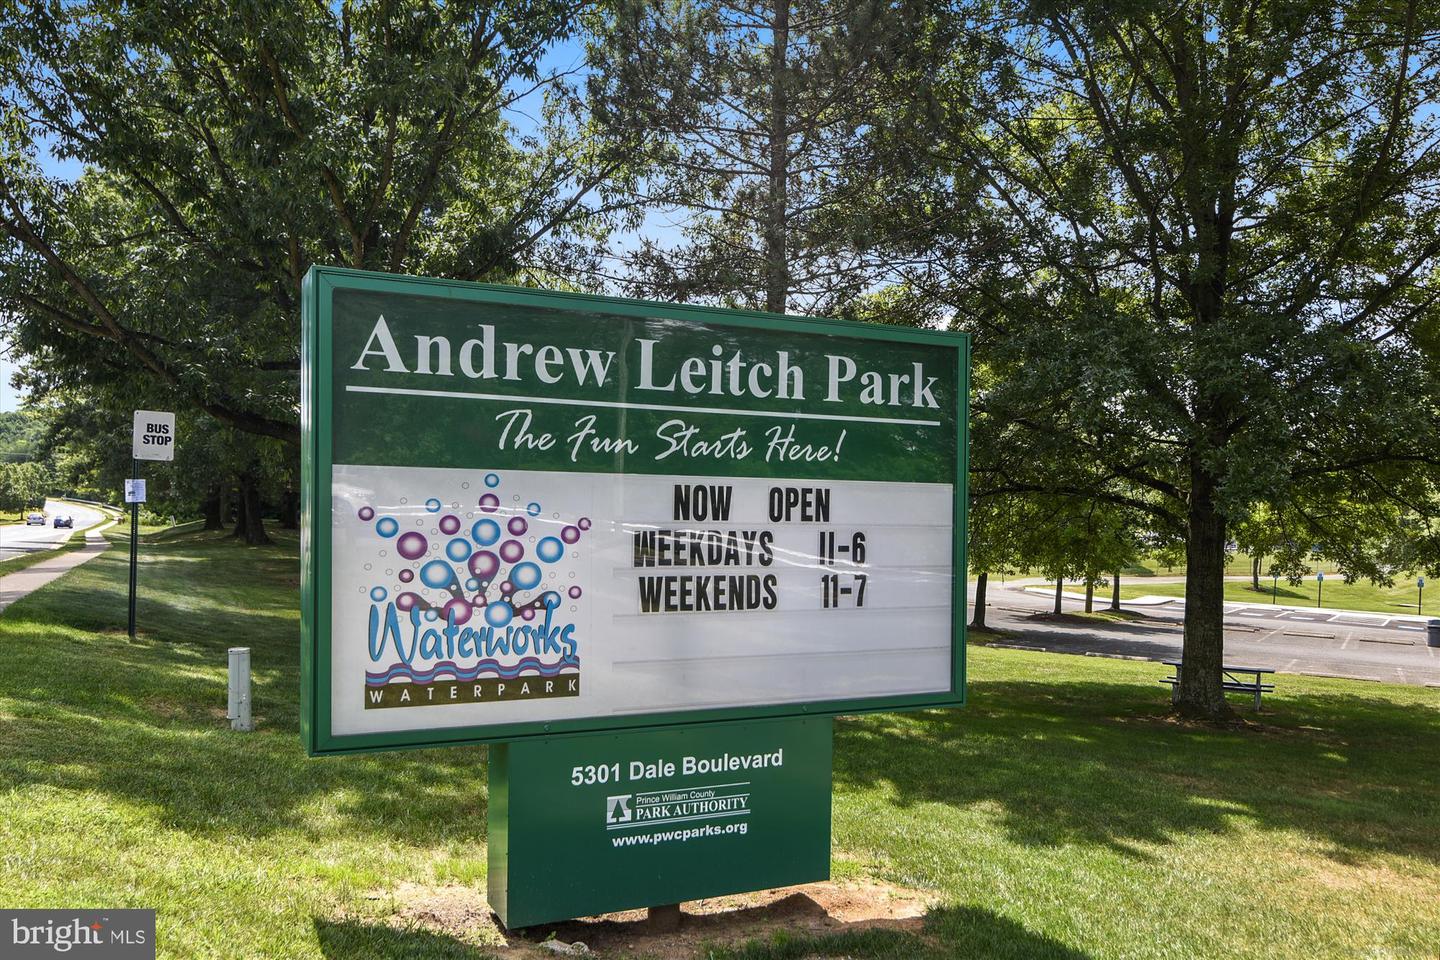 Andrew Leitch Park
The Fun Starts Here!
NOW OPEN
WEEKDAYS 11-6
WEEKENDS 11-7
Waterworks
WATERPARK
5301 Dale Boulevard
Prince William County
PARK AUTHORITY
www.pwcparks.org
BUS
STOP
bright MLS